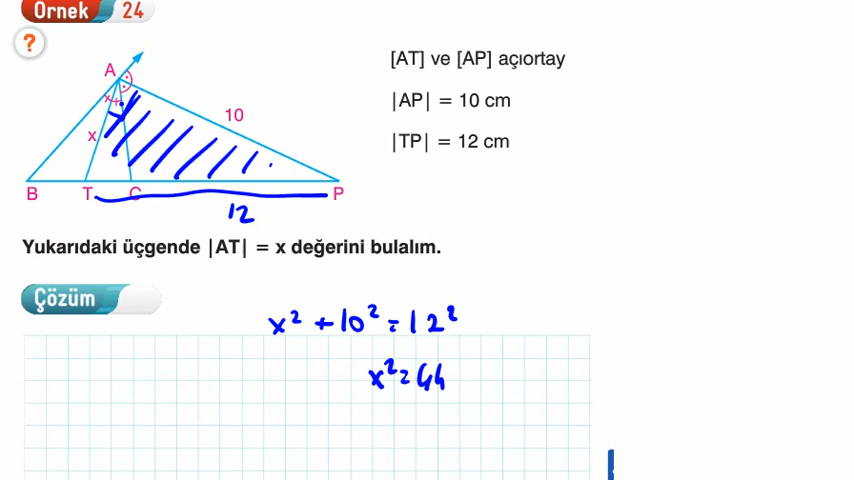 Örnek 24
?
[AT] ve [AP] açıortay
|AP| = 10 cm
|TP| = 12 cm
A
x
x
10
B T C P
12
Yukarıdaki üçgende |AT| = x değerini bulalım.
Çözüm
x² + 10² = 12²
x² = 44